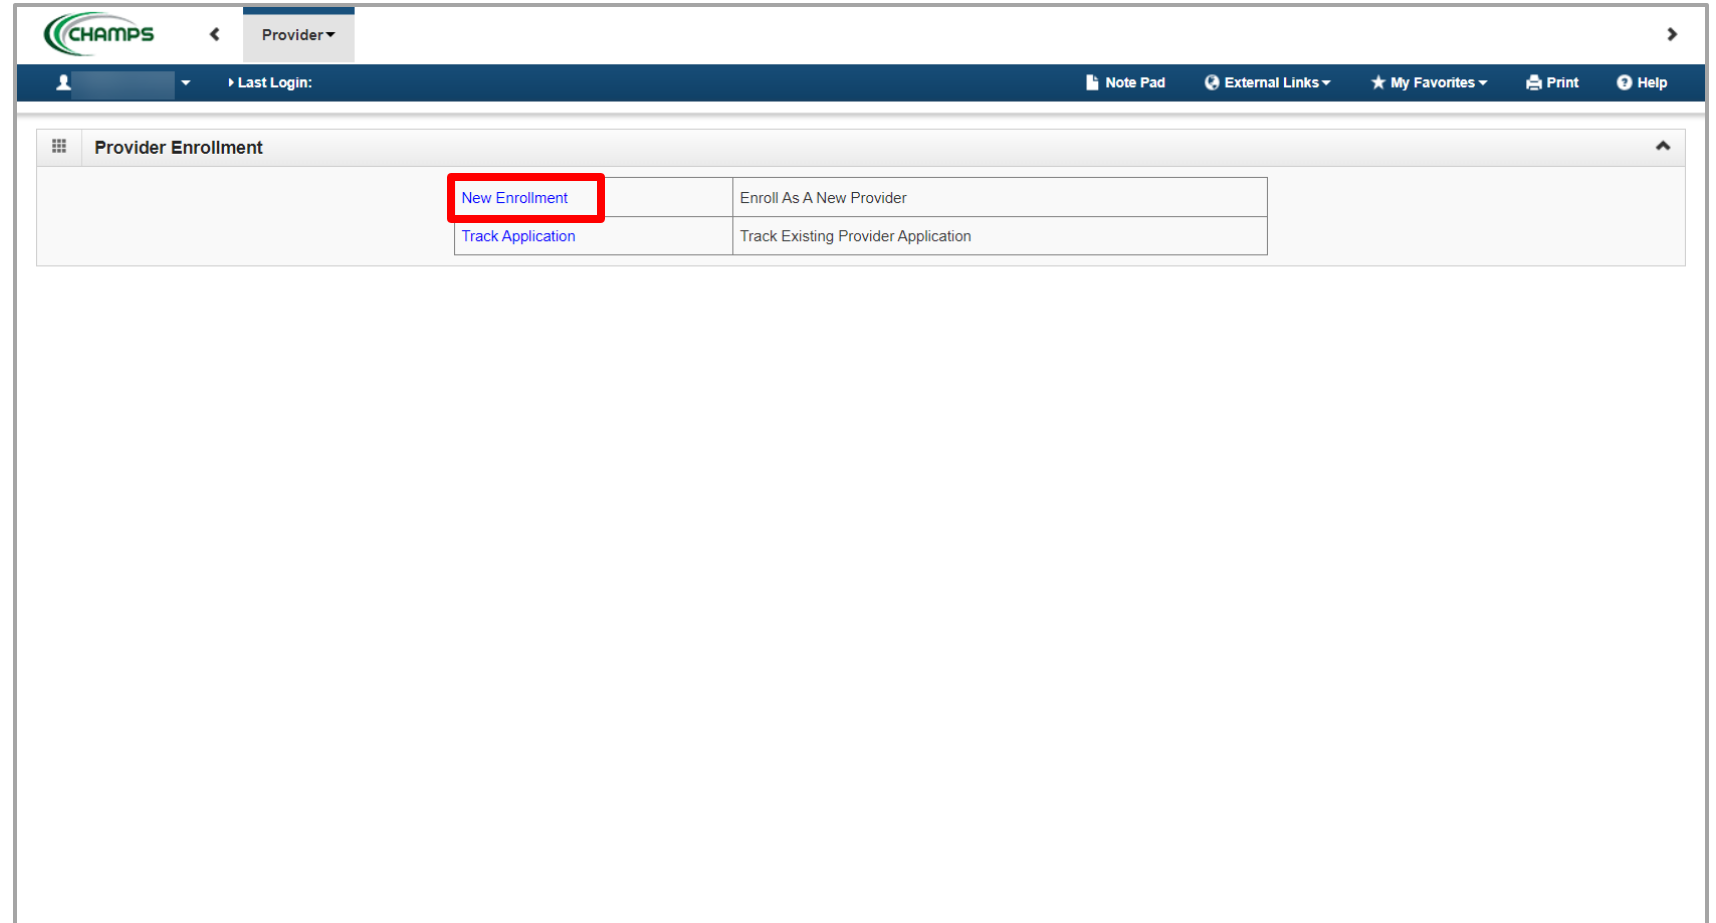 CHAMPS Provider
Last Login: Note Pad External Links My Favorites Print Help
Provider Enrollment
New Enrollment Enroll As A New Provider
Track Application Track Existing Provider Application